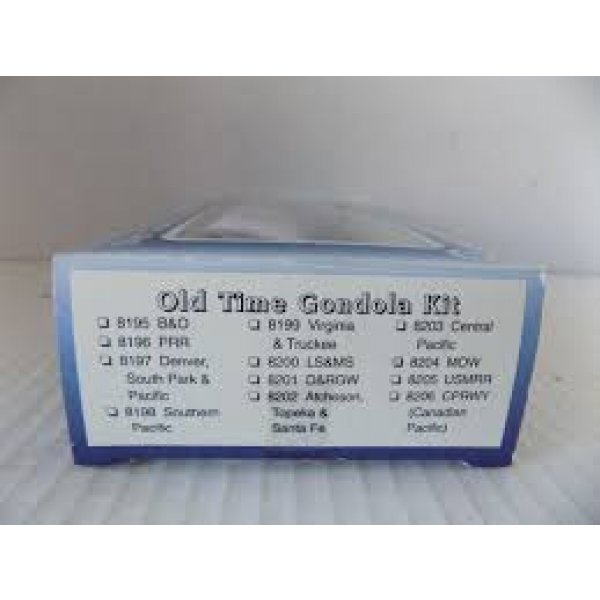 Old Time Gondola Kit
❑ 8195 B&O
❑ 8196 PRR
❑ 8197 Denver,
South Park &
Pacific
❑ 8198 Southern
Pacific
❑ 8199 Virginia
& Truckee
❑ 8200 LS&MS
❑ 8201 D&RGW
❑ 8202 Atcheson,
Topeka &
Santa Fe
❑ 8203 Central
Pacific
❑ 8204 MOW
❑ 8205 USMRR
❑ 8206 CPRWY
(Canadian
Pacific)